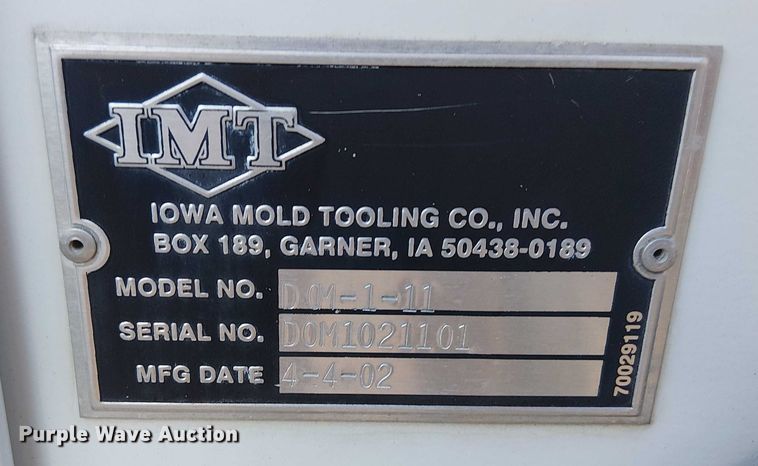 IMT
IOWA MOLD TOOLING CO., INC.
BOX 189, GARNER, IA 50438-0189
MODEL NO. DOM-1-11
SERIAL NO. DOM1021101
MFG DATE 4-4-02
70029119
Purple Wave Auction